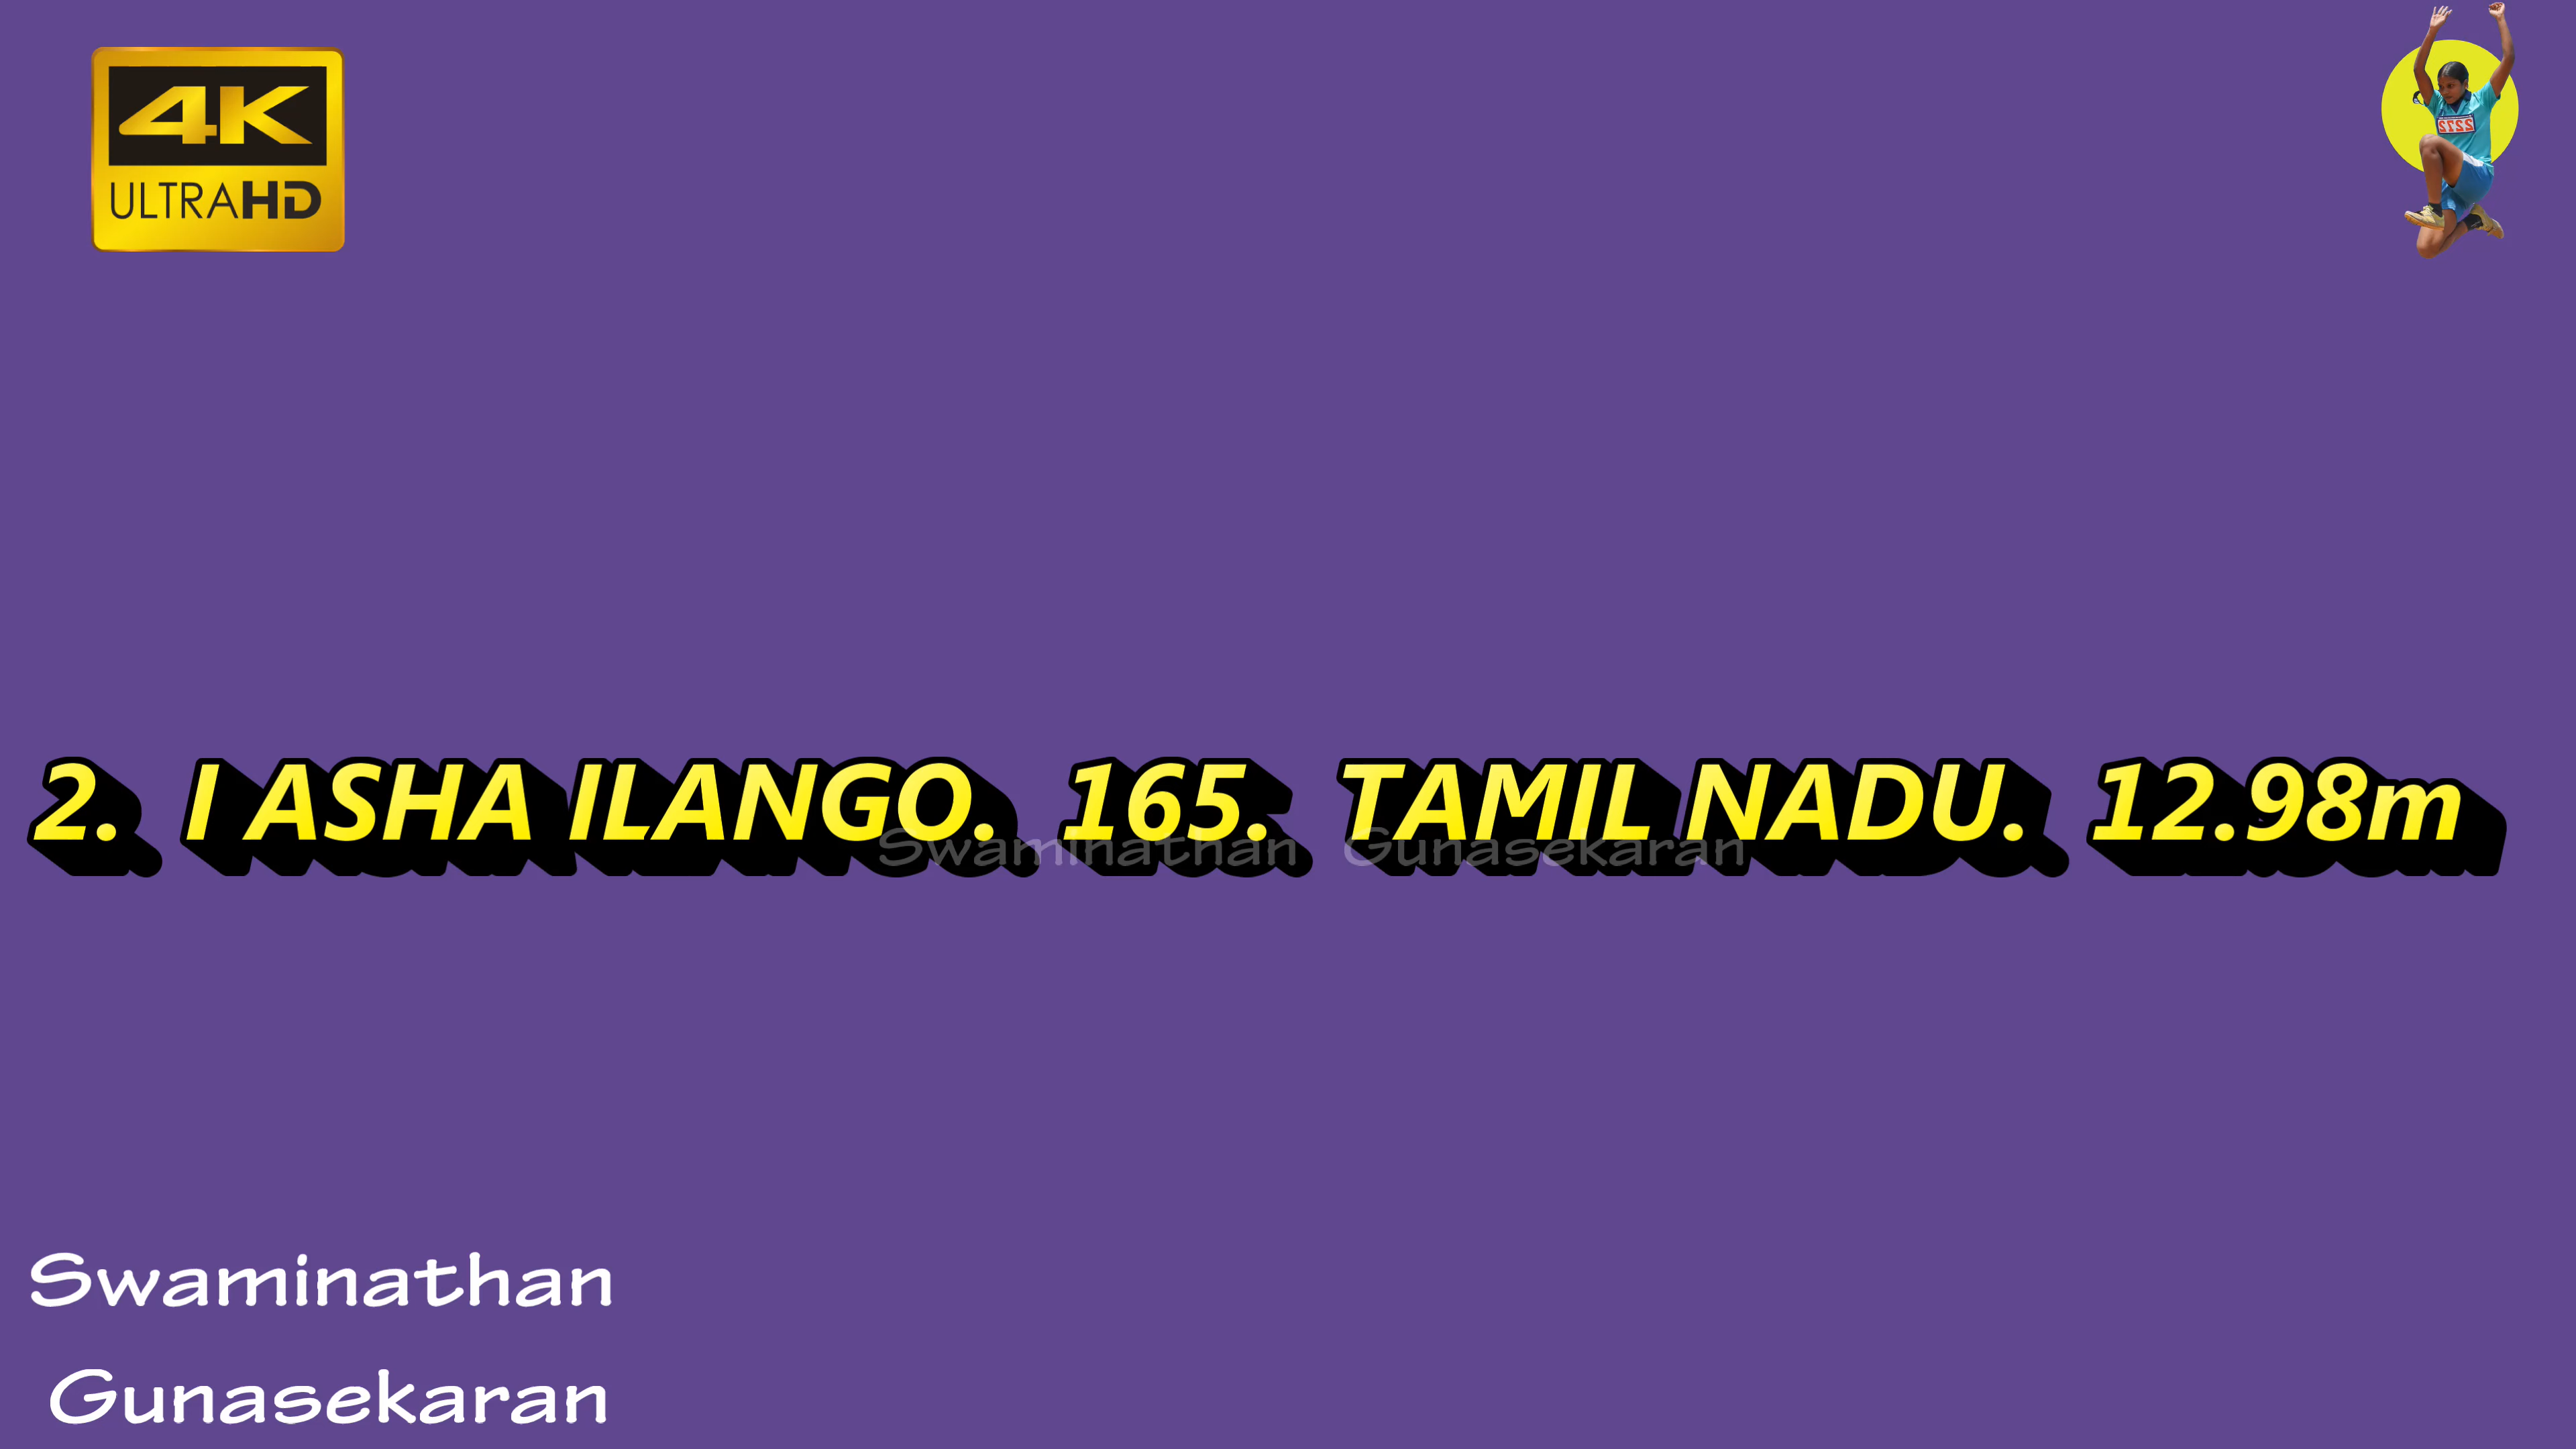 4K
ULTRAHD
2. I ASHA ILANGO. 165. TAMIL NADU. 12.98m
Swaminathan Gunasekaran
Swaminathan
Gunasekaran